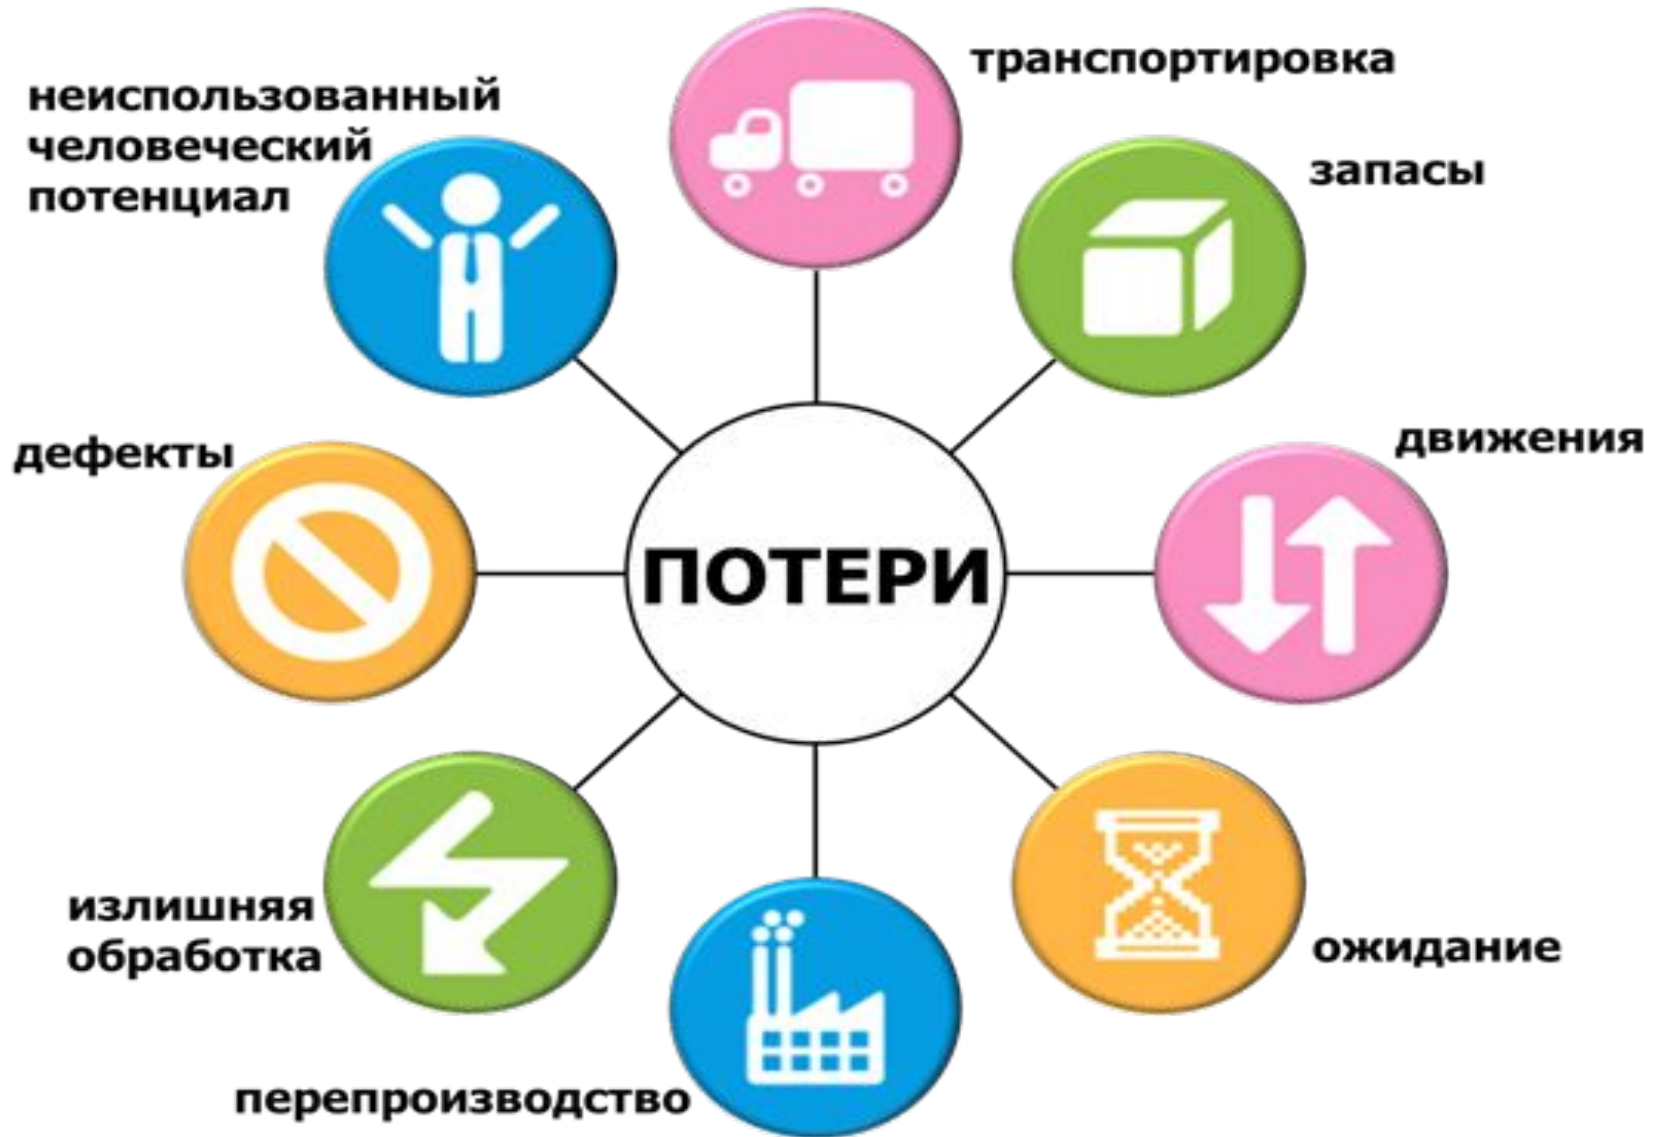 транспортировка
неиспользованный
человеческий
потенциал
запасы
движения
дефекты
ПОТЕРИ
излишняя
обработка
ожидание
перепроизводство